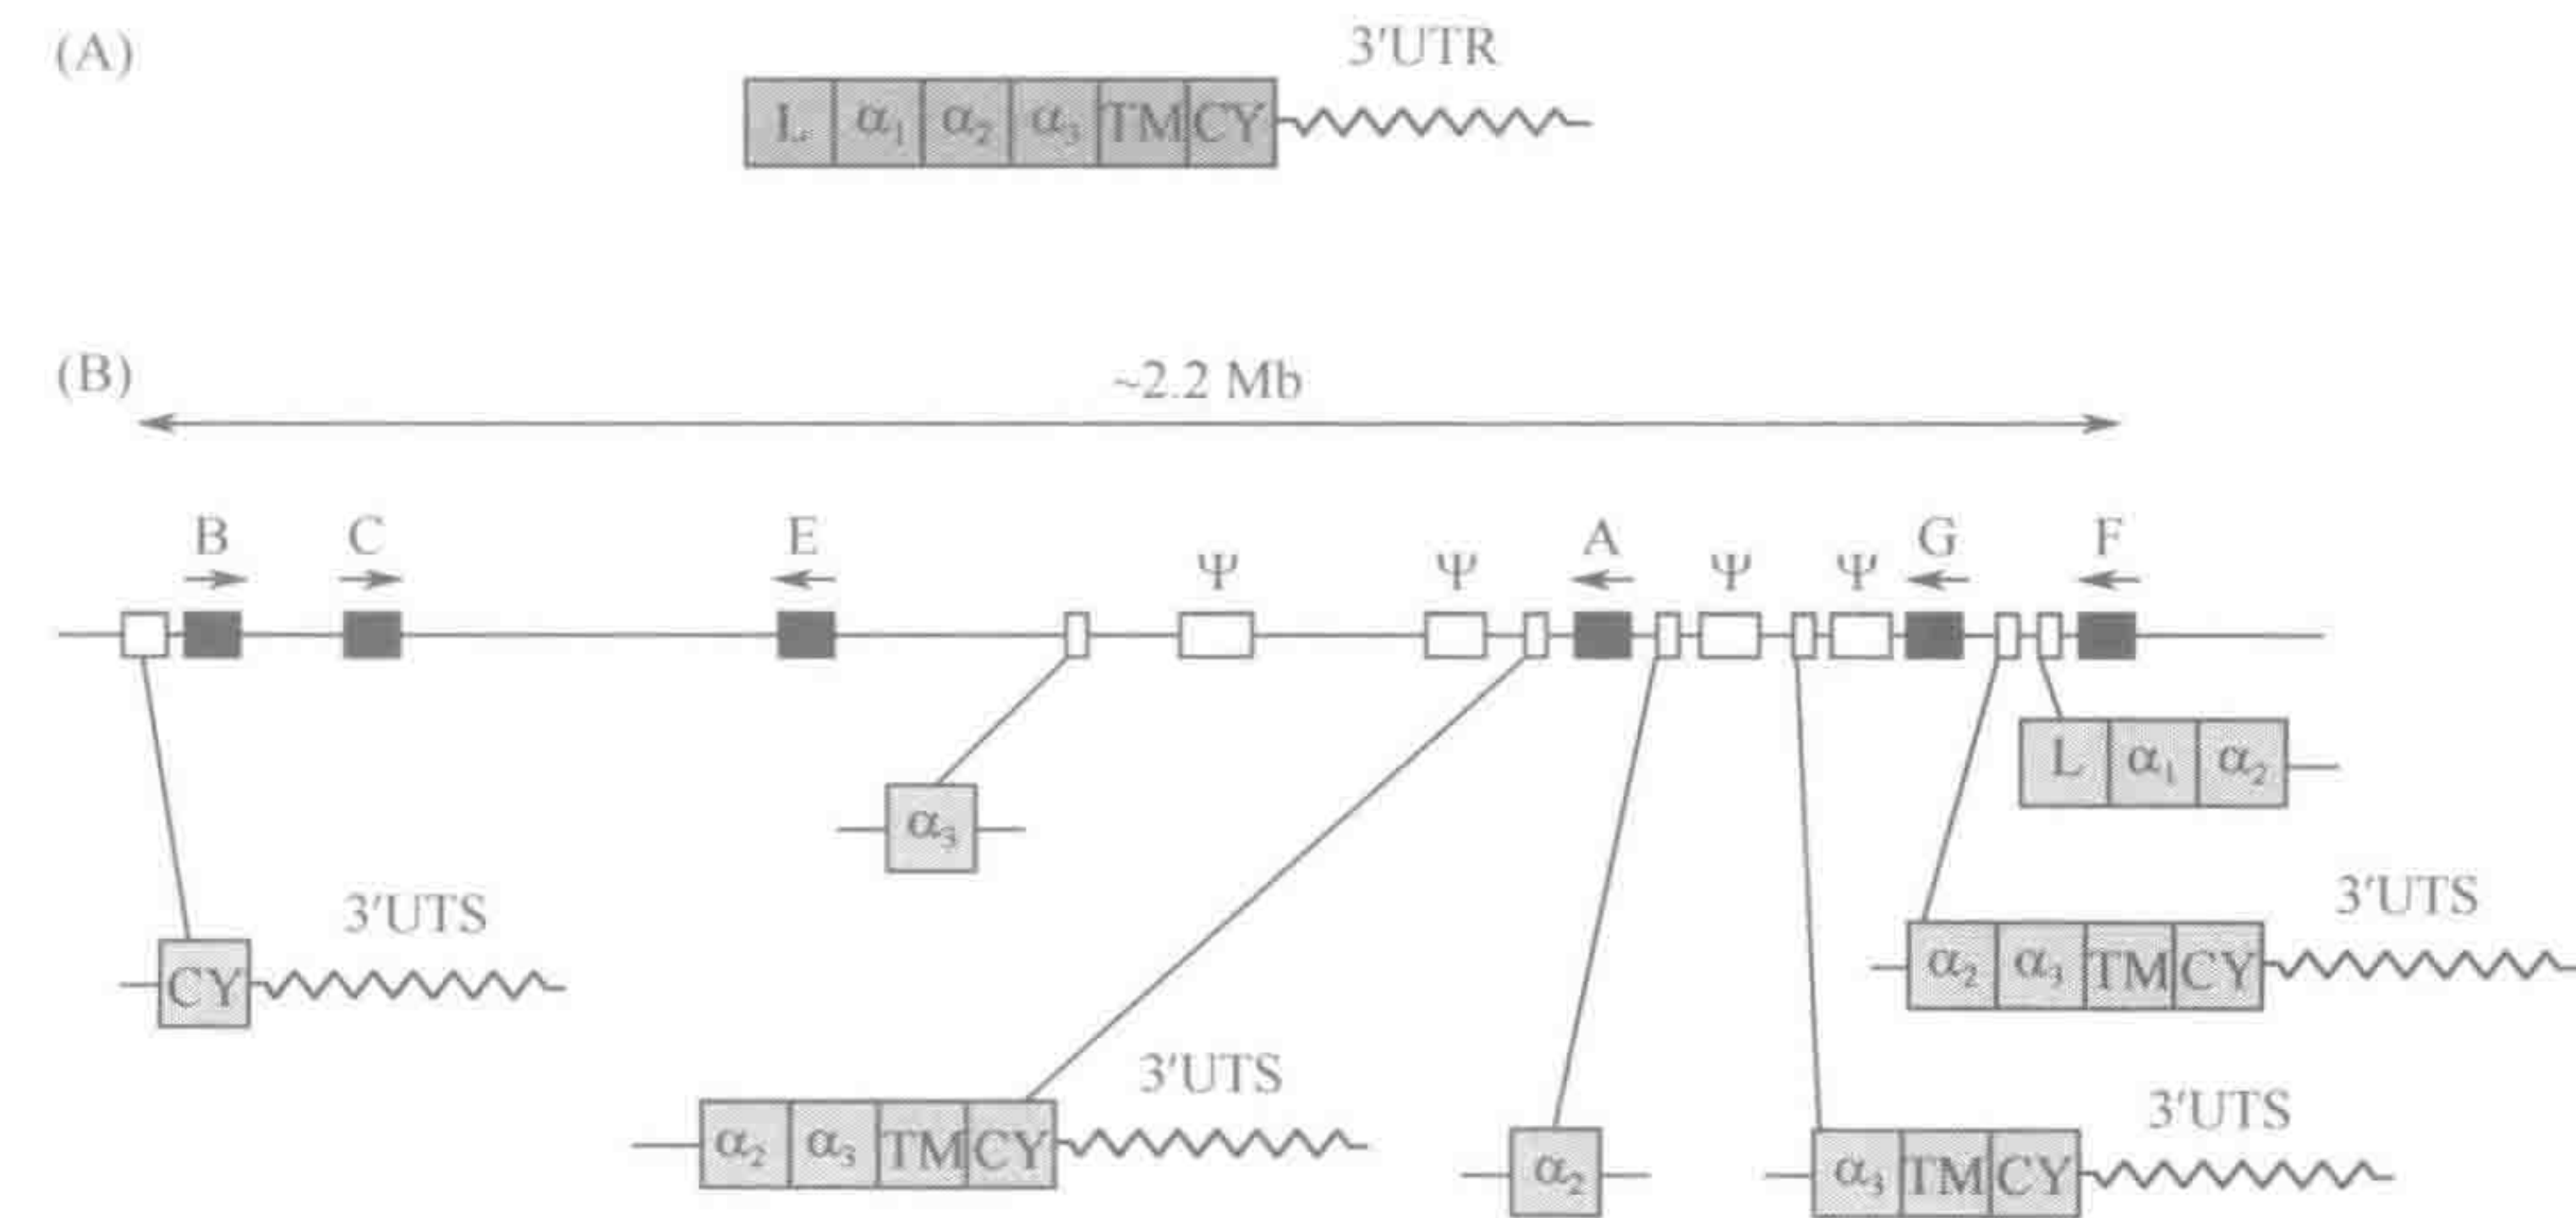 (A)
3'UTR
L α₁ α₂ α₃ TM CY
(B)
~2.2 Mb
B C E Ψ Ψ A Ψ Ψ G F
L α₁ α₂
α₃
3'UTS
CY
3'UTS
α₂ α₃ TM CY
3'UTS
α₂ α₃ TM CY
α₂
3'UTS
α₃ TM CY